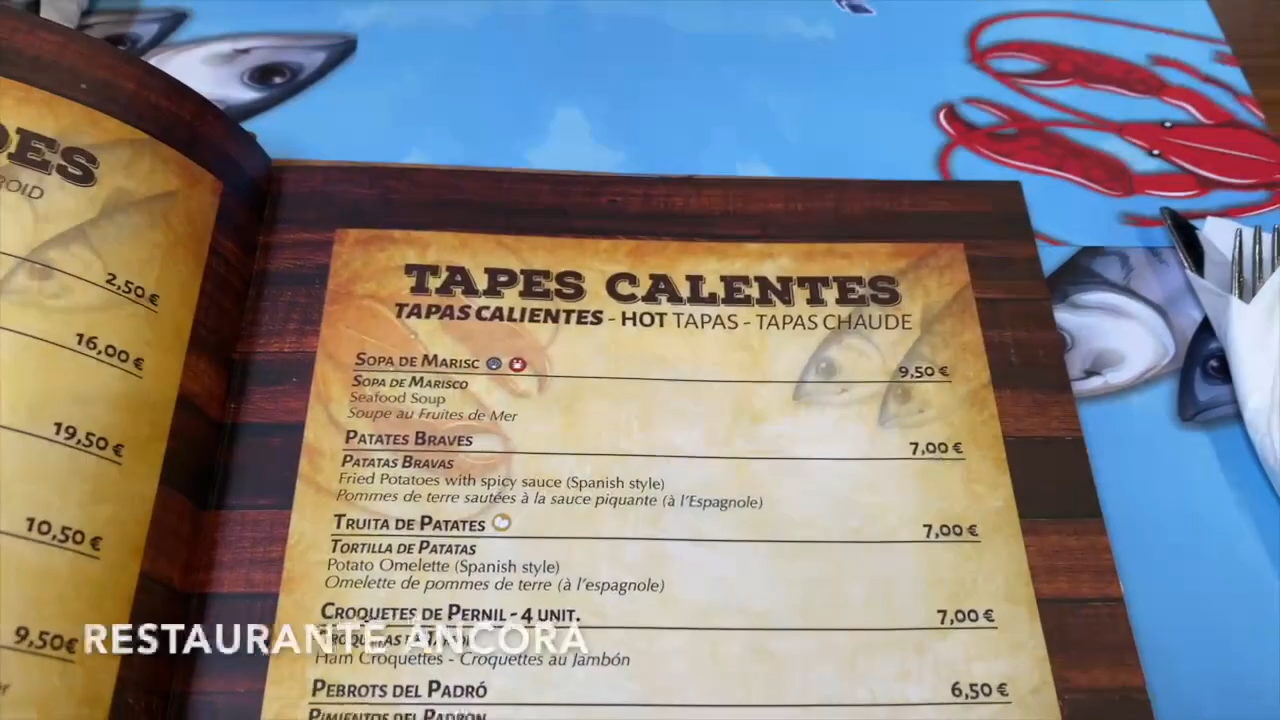 2,50 €
16,00 €
19,50 €
10,50 €
9,50€
TAPES CALENTES
TAPAS CALIENTES - HOT TAPAS - TAPAS CHAUDE
SOPA DE MARISC 9,50 €
SOPA DE MARISCO
Seafood Soup
Soupe au Fruites de Mer
PATATES BRAVES 7,00 €
PATATAS BRAVAS
Fried Potatoes with spicy sauce (Spanish style)
Pommes de terre sautées à la sauce piquante (à l'Espagnole)
TRUITA DE PATATES 7,00 €
TORTILLA DE PATATAS
Potato Omelette (Spanish style)
Omelette de pommes de terre (à l'espagnole)
CROQUETES DE PERNIL - 4 UNIT. 7,00 €
Ham Croquettes - Croquettes au Jambón
PEBROTS DEL PADRÓ 6,50 €
PIMIENTOS DEL PADRÓN
RESTAURANTE ÀNCORA